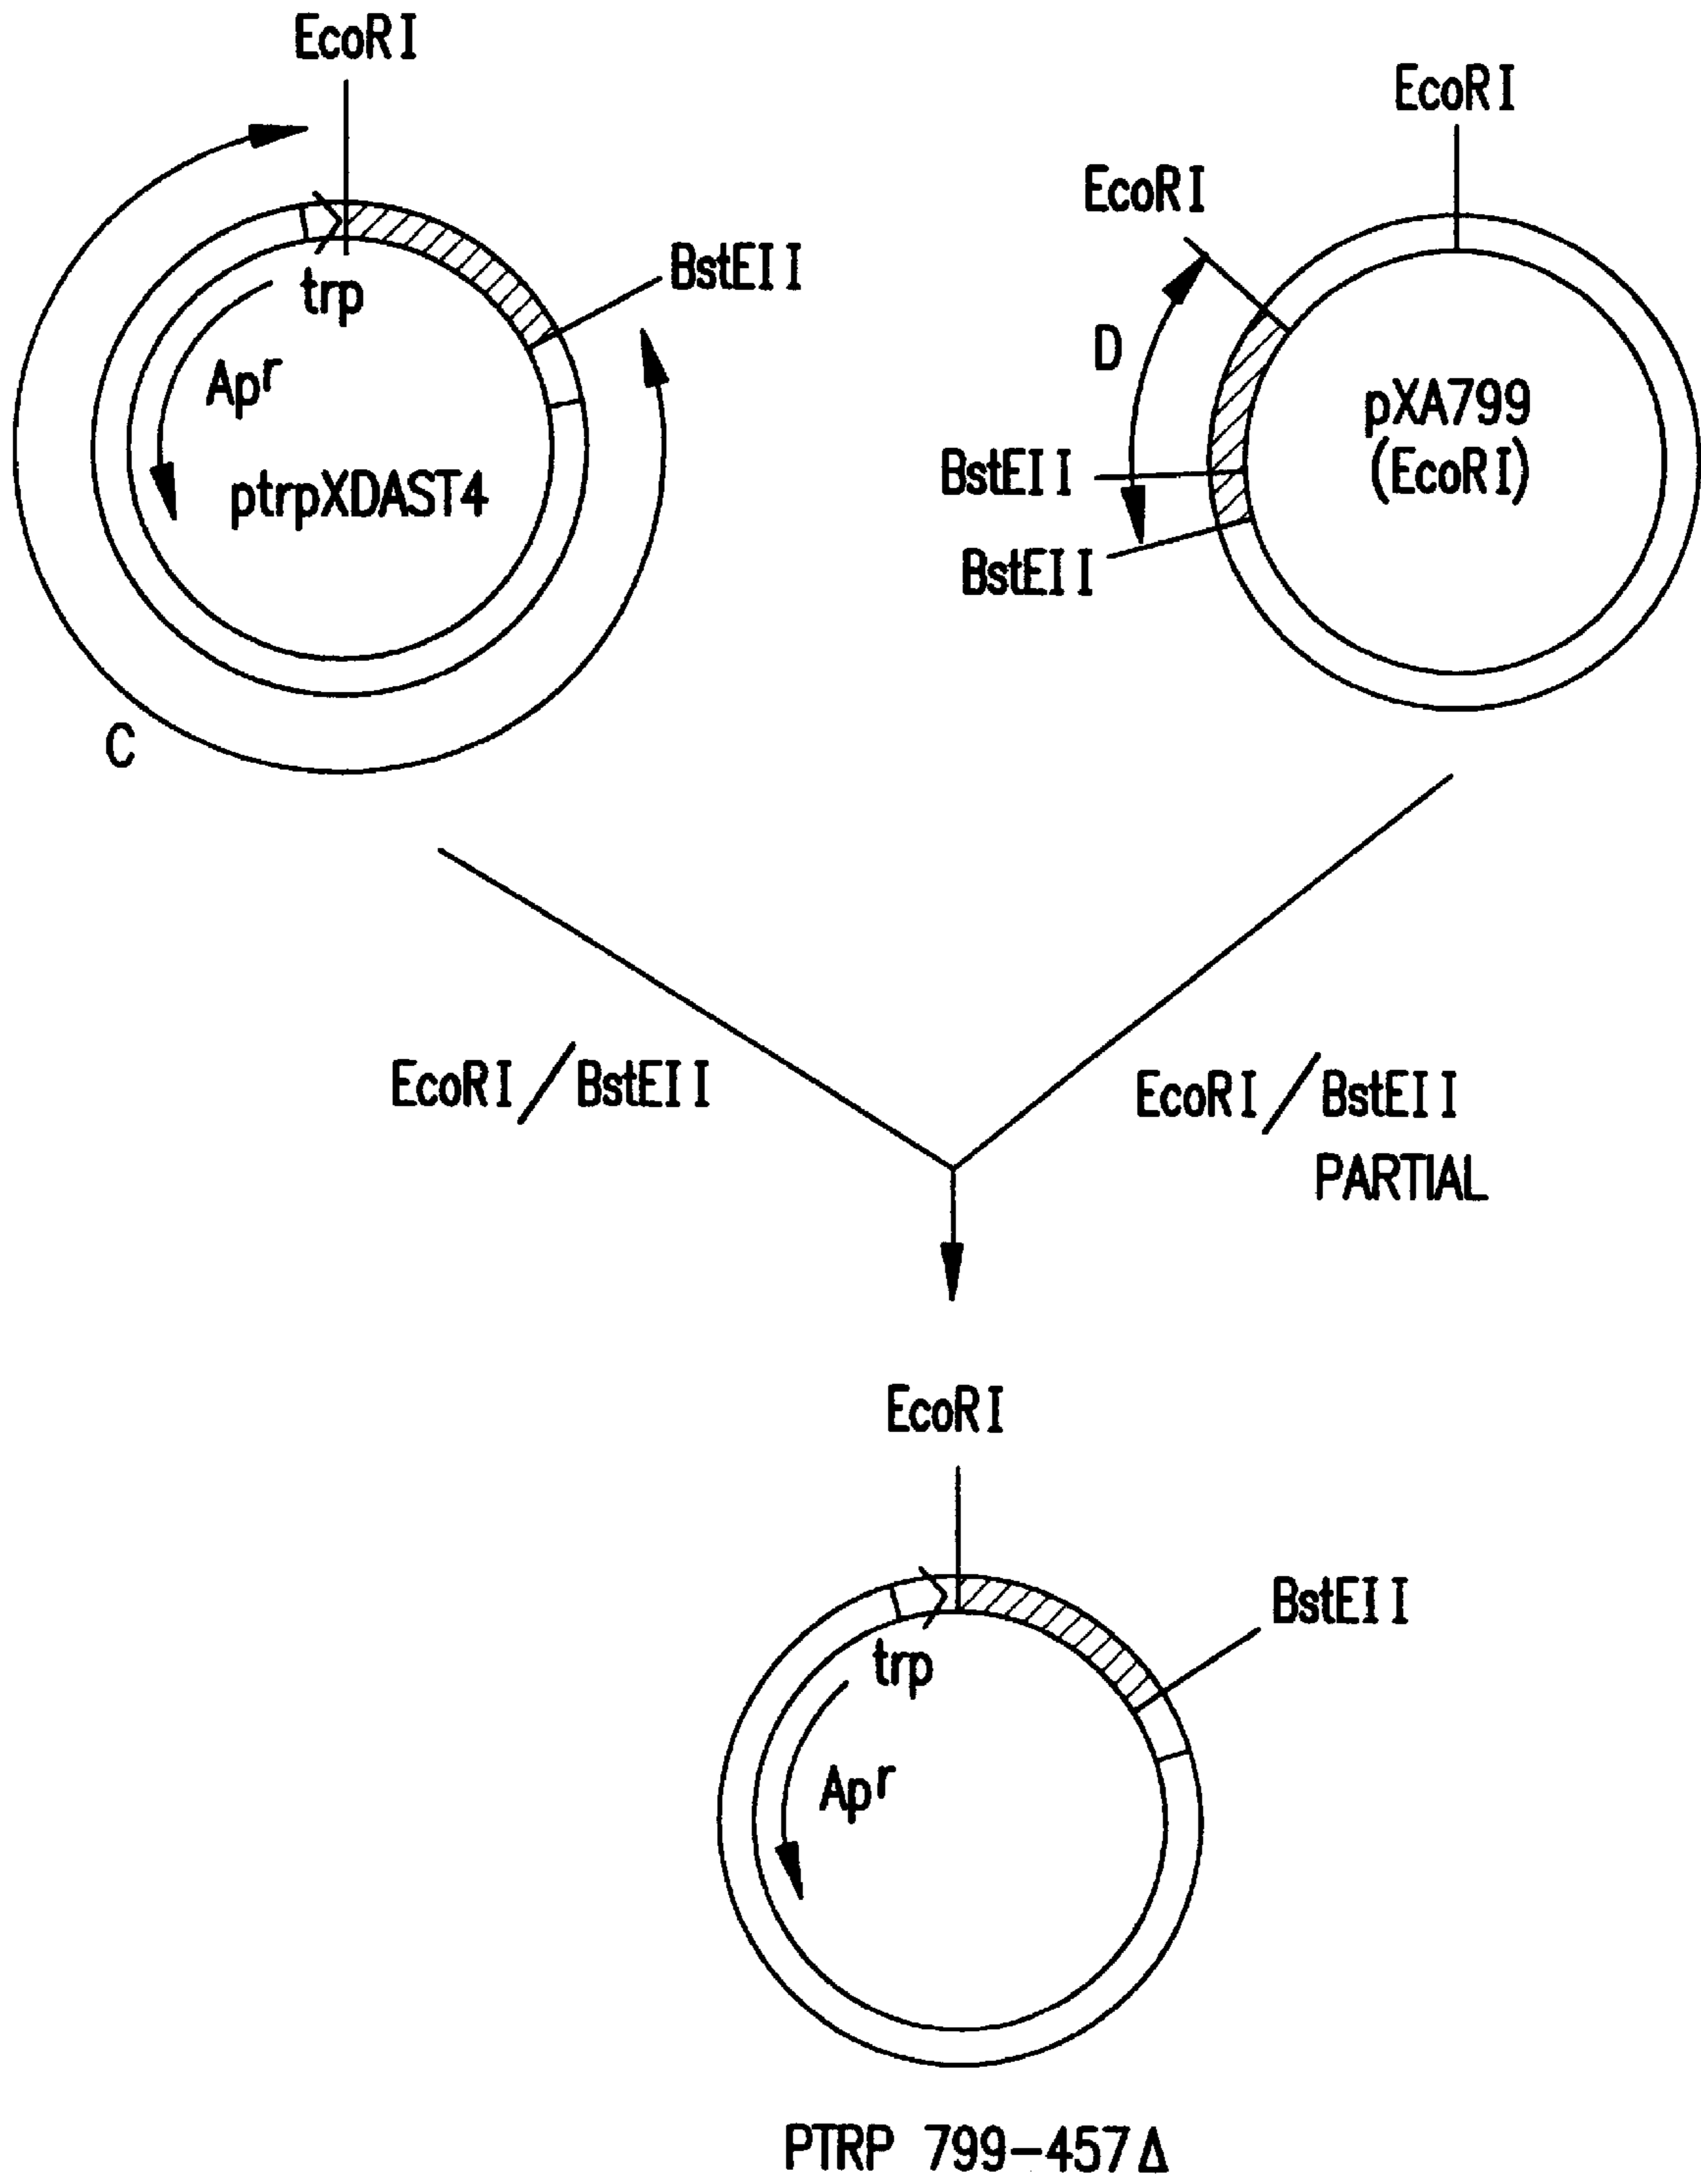 EcoRI
EcoRI
EcoRI
BstEII
trp
D
Apr
pXA799
(EcoRI)
BstEII
ptrpXDAST4
BstEII
C
EcoRI/BstEII
EcoRI/BstEII
PARTIAL
EcoRI
BstEII
trp
Apr
PTRP 799-457Δ